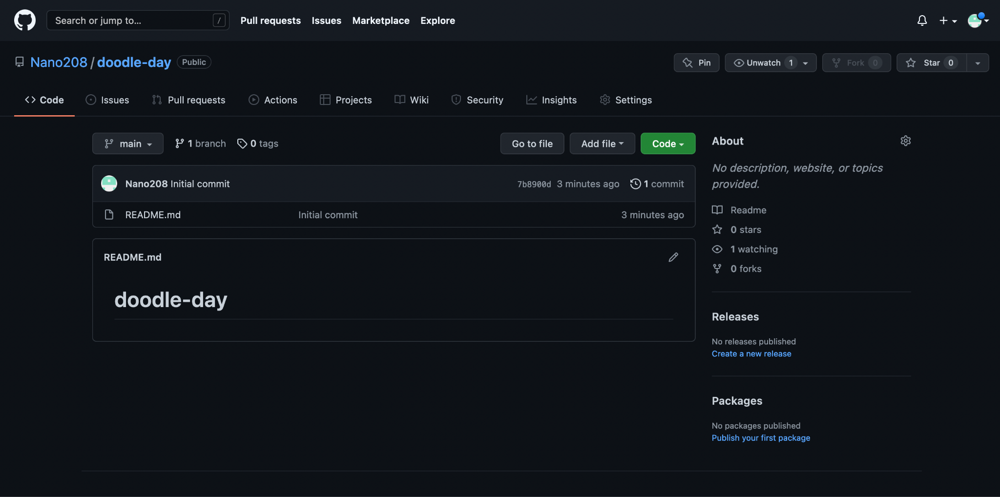 Search or jump to... /
Pull requests Issues Marketplace Explore
Nano208 / doodle-day Public
Pin Unwatch 1 Fork 0 Star 0
Code Issues Pull requests Actions Projects Wiki Security Insights Settings
main 1 branch 0 tags Go to file Add file Code
Nano208 Initial commit 7b8900d 3 minutes ago 1 commit
README.md Initial commit 3 minutes ago
README.md
doodle-day
About
No description, website, or topics
provided.
Readme
0 stars
1 watching
0 forks
Releases
No releases published
Create a new release
Packages
No packages published
Publish your first package